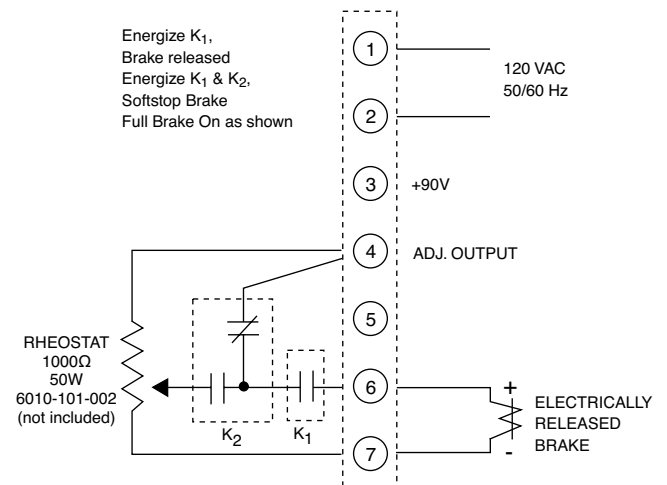 Energize K₁,
Brake released
Energize K₁ & K₂,
Softstop Brake
Full Brake On as shown
1
120 VAC
50/60 Hz
2
3
+90V
4
ADJ. OUTPUT
5
RHEOSTAT
1000Ω
50W
6010-101-002
(not included)
K₂
K₁
6
7
+
-
ELECTRICALLY
RELEASED
BRAKE